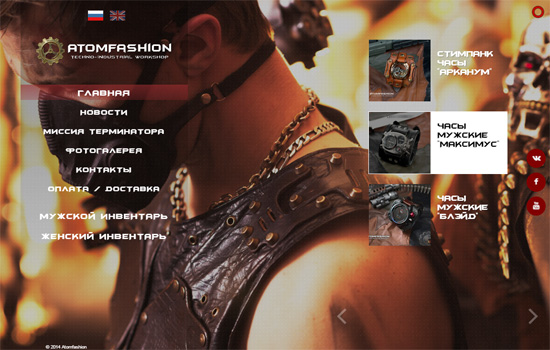 ATOMFASHION
TECHNO-INDUSTRIAL WORKSHOP
ГЛАВНАЯ
НОВОСТИ
МИССИЯ ТЕРМИНАТОРА
ФОТОГАЛЕРЕЯ
КОНТАКТЫ
ОПЛАТА / ДОСТАВКА
МУЖСКОЙ ИНВЕНТАРЬ
ЖЕНСКИЙ ИНВЕНТАРЬ
СТИМПАНК
ЧАСЫ
"АРКАНУМ"
ЧАСЫ
МУЖСКИЕ
"МАКСИМУС"
ЧАСЫ
МУЖСКИЕ
"БЛЭЙД"
You
© 2014 Atomfashion